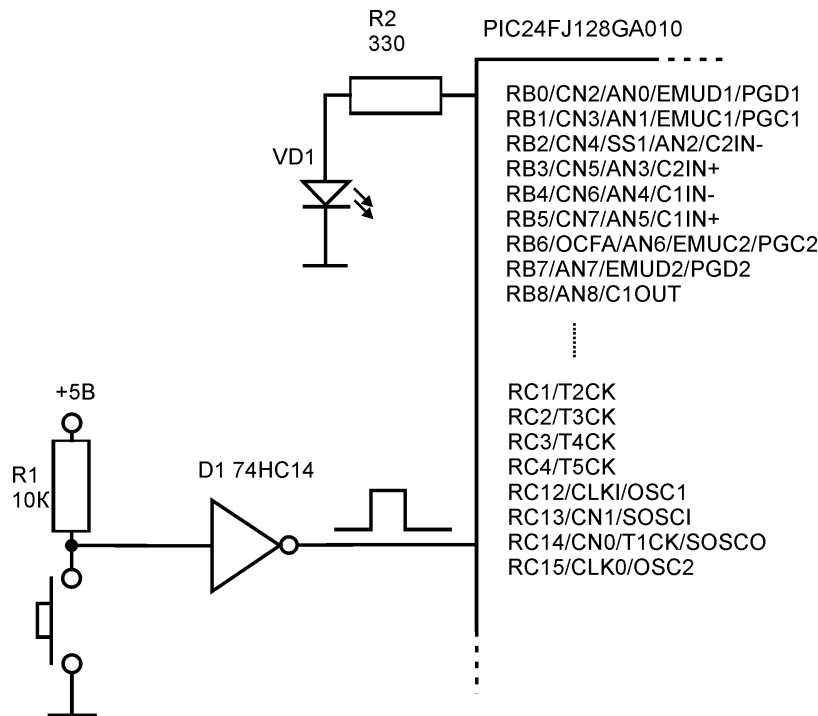 R2
330
PIC24FJ128GA010
RB0/CN2/AN0/EMUD1/PGD1
RB1/CN3/AN1/EMUC1/PGC1
RB2/CN4/SS1/AN2/C2IN-
RB3/CN5/AN3/C2IN+
RB4/CN6/AN4/C1IN-
RB5/CN7/AN5/C1IN+
RB6/OCFA/AN6/EMUC2/PGC2
RB7/AN7/EMUD2/PGD2
RB8/AN8/C1OUT
VD1
RC1/T2CK
RC2/T3CK
RC3/T4CK
RC4/T5CK
RC12/CLKI/OSC1
RC13/CN1/SOSCI
RC14/CN0/T1CK/SOSCO
RC15/CLK0/OSC2
+5В
R1
10К
D1 74HC14